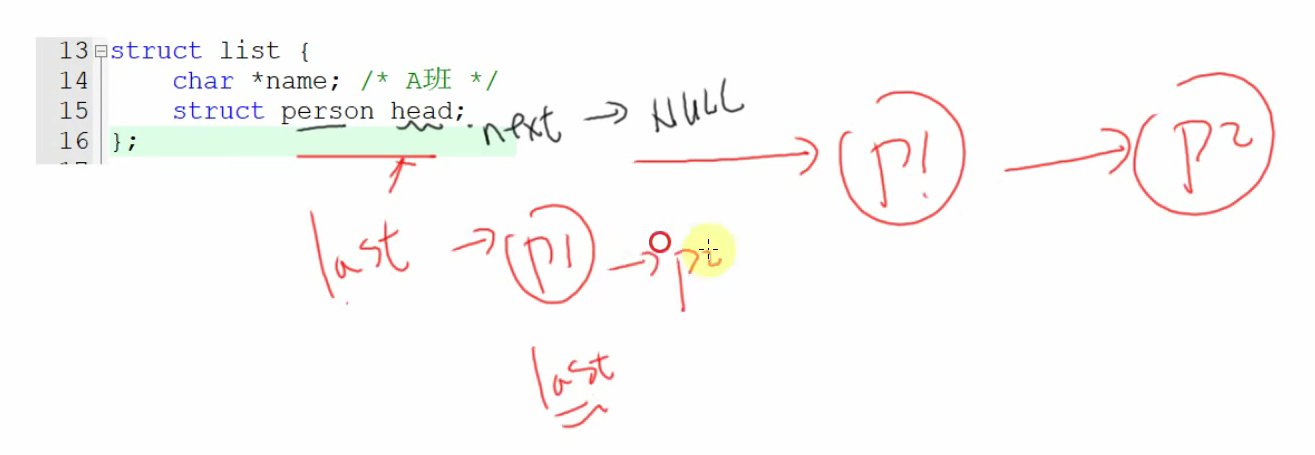 13 struct list {
14 char *name; /* A班 */
15 struct person head;
16 };
.next → NULL
→ p1 → p2
last → p1 → p2
last